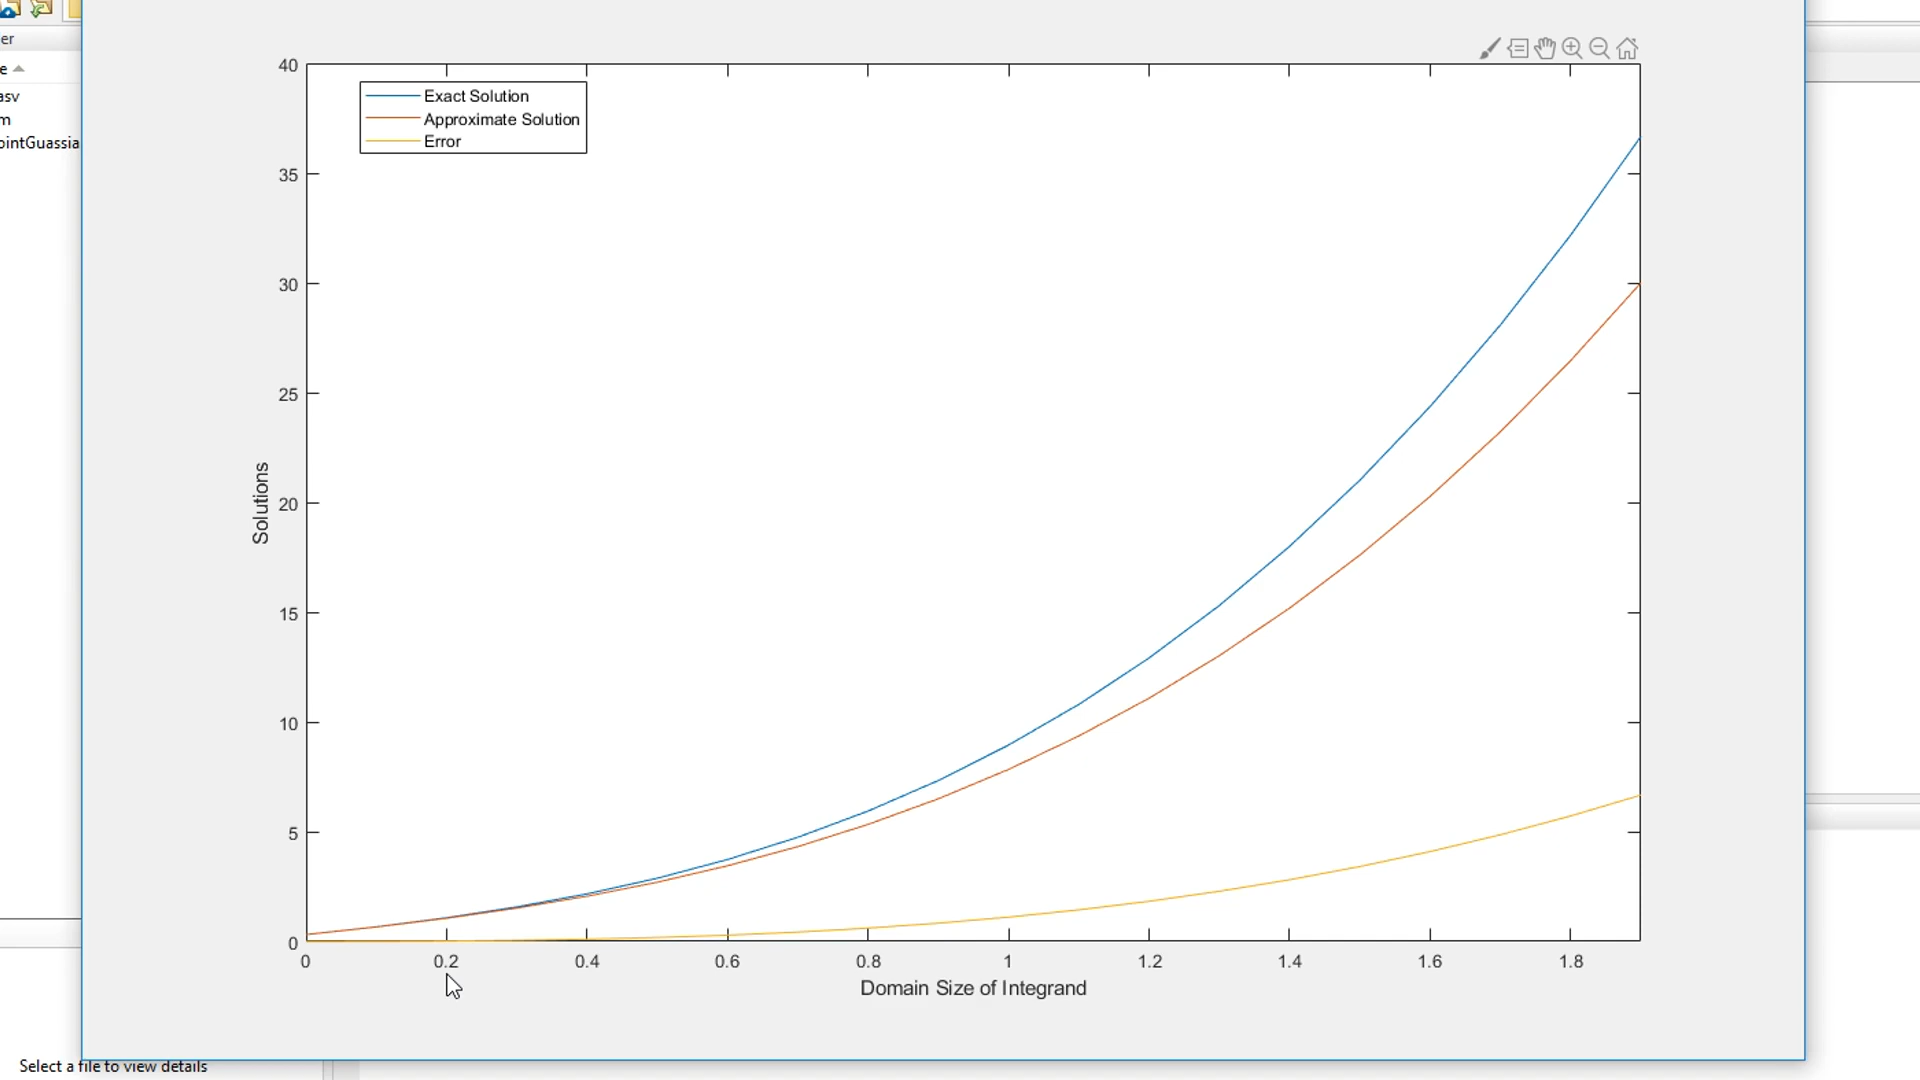 er
e
asv
m
ointGuassia
Exact Solution
Approximate Solution
Error
40
35
30
25
20
15
10
5
0
Solutions
0 0.2 0.4 0.6 0.8 1 1.2 1.4 1.6 1.8
Domain Size of Integrand
Select a file to view details